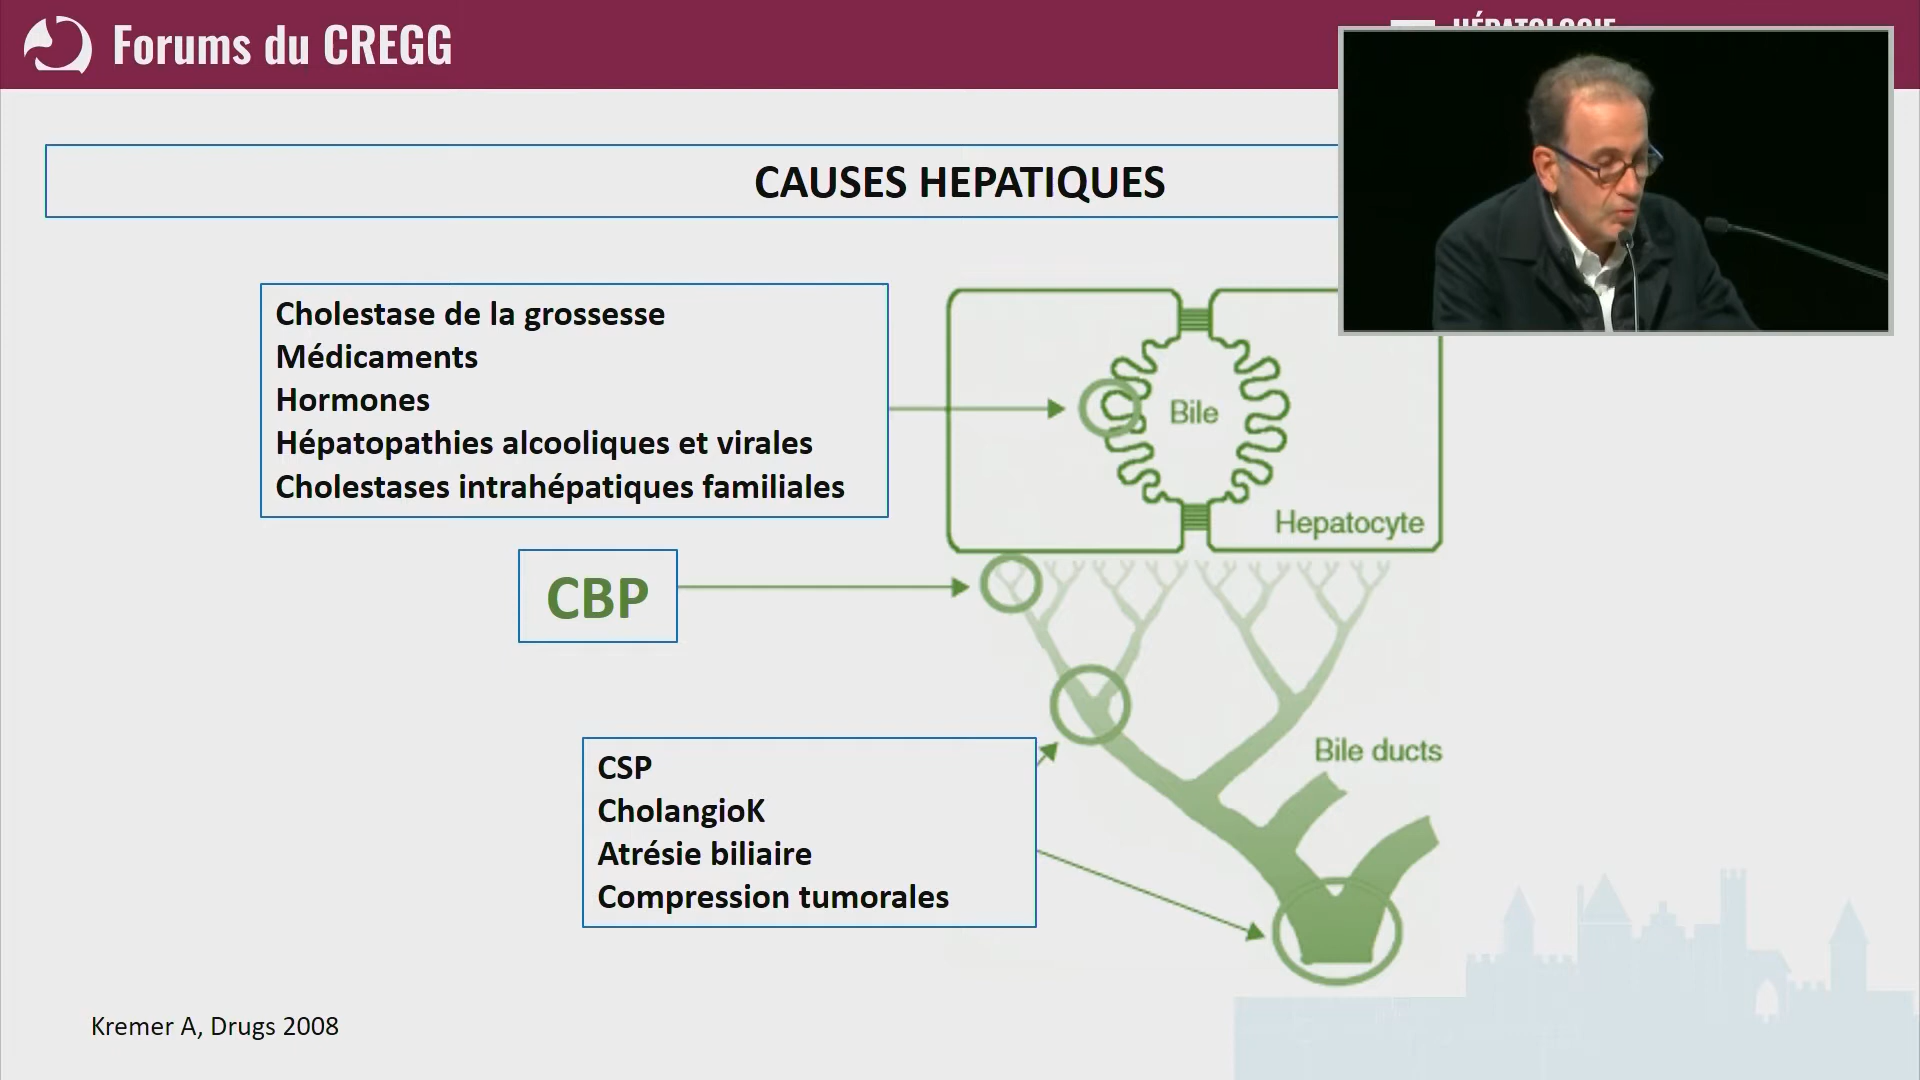 Forums du CREGG
HÉPATOLOGIE
CAUSES HEPATIQUES
Cholestase de la grossesse
Médicaments
Hormones
Hépatopathies alcooliques et virales
Cholestases intrahépatiques familiales
Bile
Hepatocyte
CBP
Bile ducts
CSP
CholangioK
Atrésie biliaire
Compression tumorales
Kremer A, Drugs 2008